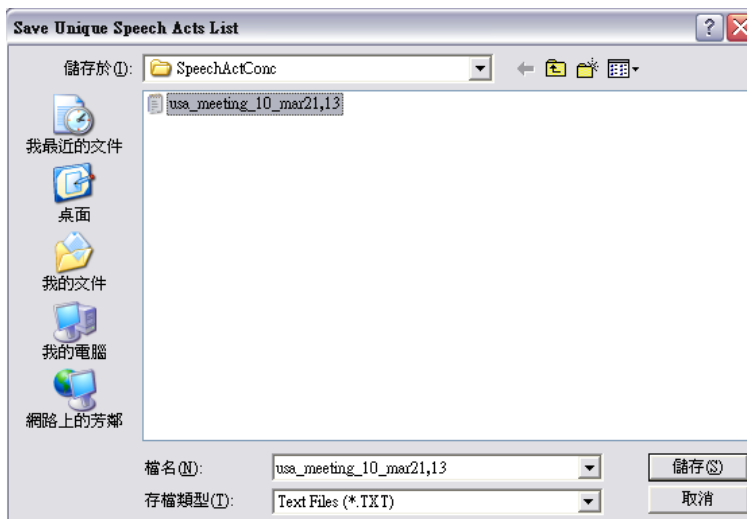 Save Unique Speech Acts List
儲存於(I): SpeechActConc
usa_meeting_10_mar21,13
我最近的文件
桌面
我的文件
我的電腦
網路上的芳鄰
檔名(N): usa_meeting_10_mar21,13 儲存(S)
存檔類型(T): Text Files (*.TXT) 取消